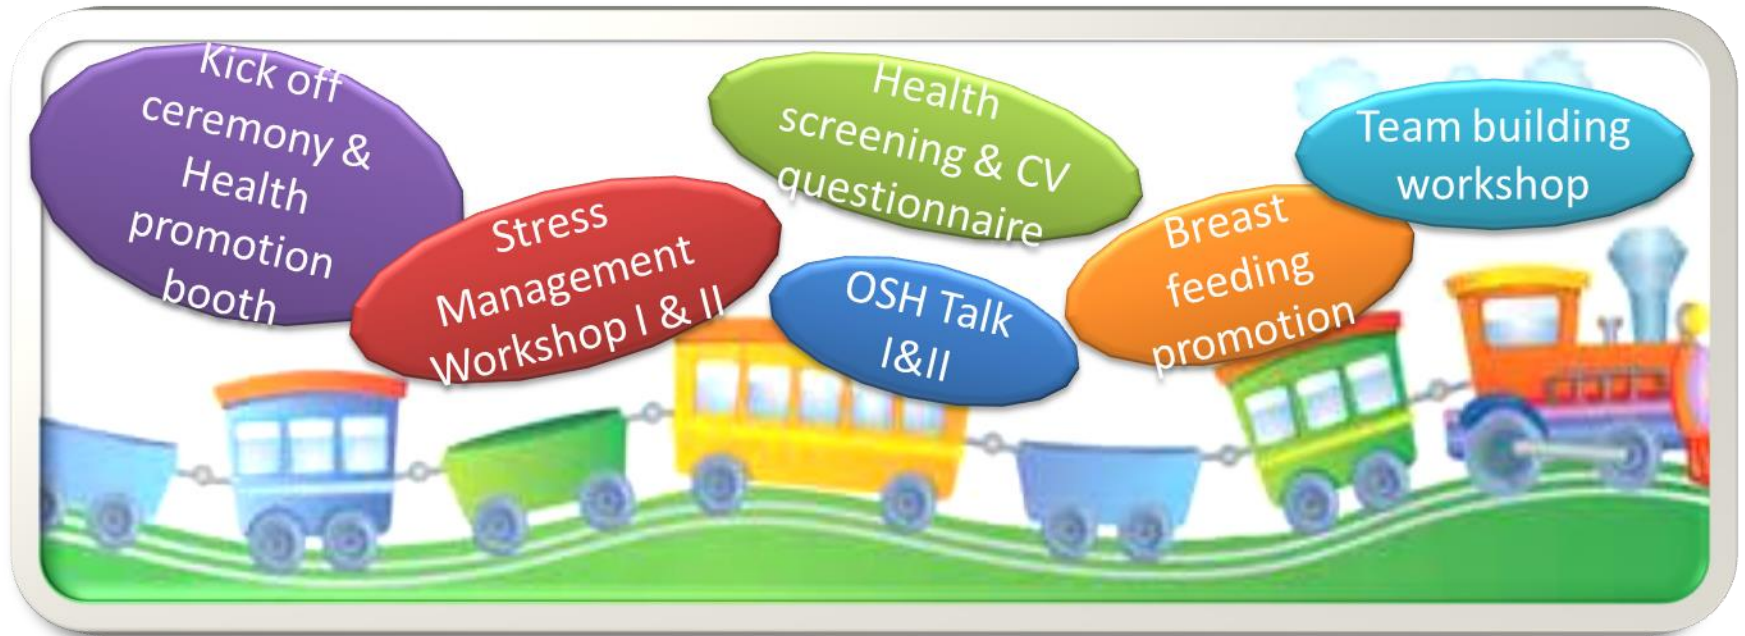 Kick off
ceremony &
Health
promotion
booth
Stress
Management
Workshop I & II
Health
screening & CV
questionnaire
OSH Talk
I&II
Breast
feeding
promotion
Team building
workshop